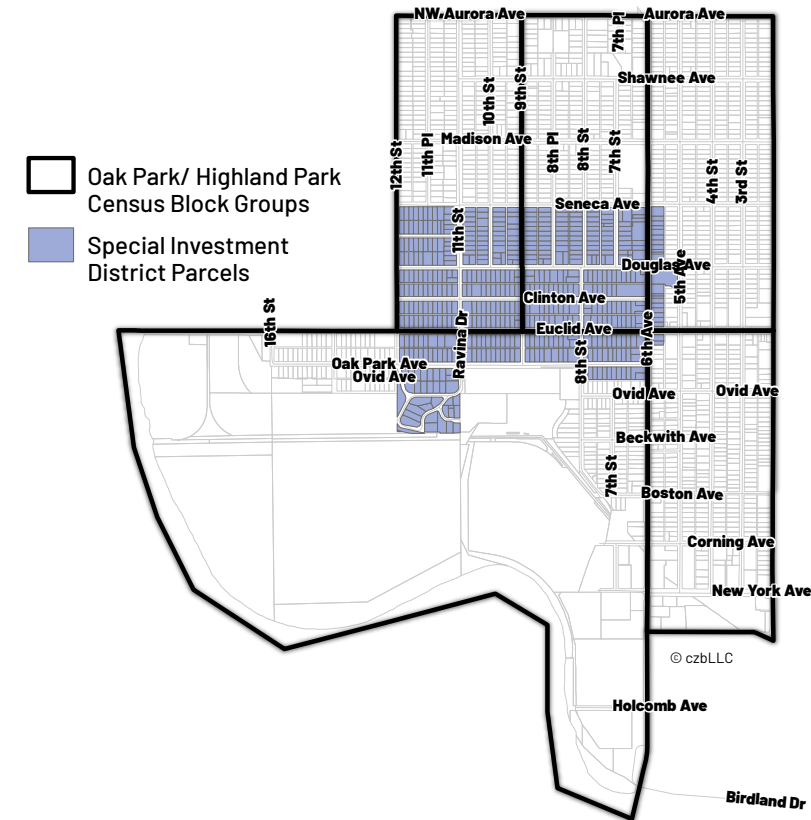 NW Aurora Ave
Aurora Ave
7th Pl
Shawnee Ave
10th St
9th St
Madison Ave
12th St
11th Pl
8th Pl
8th St
7th St
4th St
3rd St
Oak Park/ Highland Park
Census Block Groups
Special Investment
District Parcels
Seneca Ave
11th St
Douglas Ave
5th Ave
Clinton Ave
16th St
Ravina Dr
Euclid Ave
6th Ave
Oak Park Ave
Ovid Ave
8th St
Ovid Ave
Ovid Ave
Beckwith Ave
7th St
Boston Ave
Corning Ave
New York Ave
© czbLLC
Holcomb Ave
Birdland Dr